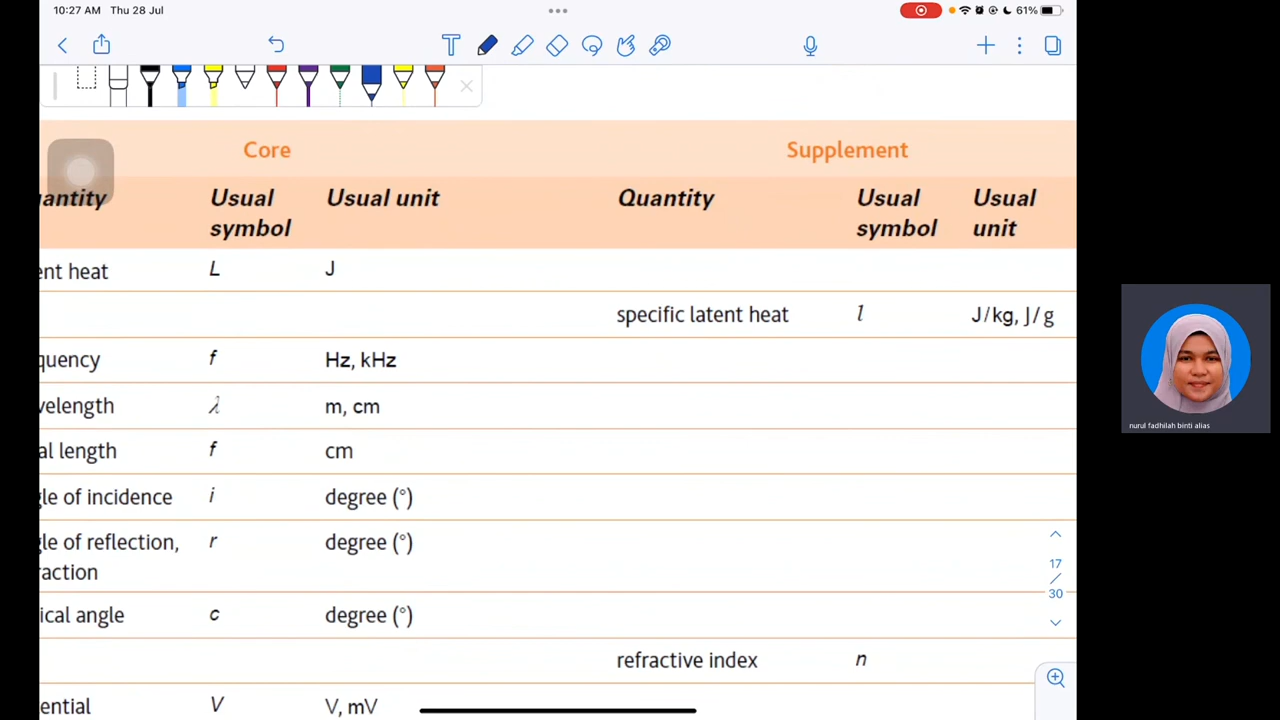 10:27 AM Thu 28 Jul
61%
T
Core Supplement
antity Usual symbol Usual unit Quantity Usual symbol Usual unit
ent heat L J
specific latent heat l J/kg, J/g
quency f Hz, kHz
velength λ m, cm
al length f cm
gle of incidence i degree (°)
gle of reflection, r degree (°)
raction
ical angle c degree (°)
refractive index n
ential V V, mV
17
/
30
nurul fadhilah binti alias